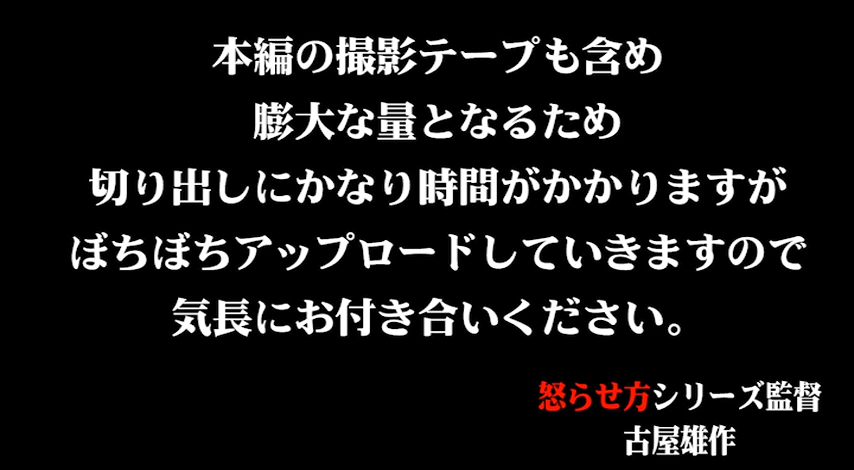 本編の撮影テープも含め
膨大な量となるため
切り出しにかなり時間がかかりますが
ぼちぼちアップロードしていきますので
気長にお付き合いください。
怒らせ方シリーズ監督
古屋雄作